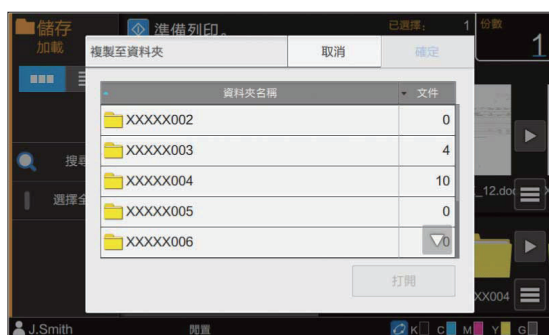 儲存
準備列印。
已選擇: 1
份數
加載
1
複製至資料夾
取消
確定
資料夾名稱
文件
XXXXX002
0
XXXXX003
4
XXXXX004
10
XXXXX005
0
XXXXX006
0
打開
搜尋
選擇全
_12.doc
XX004
J.Smith
閒置
K C M Y G